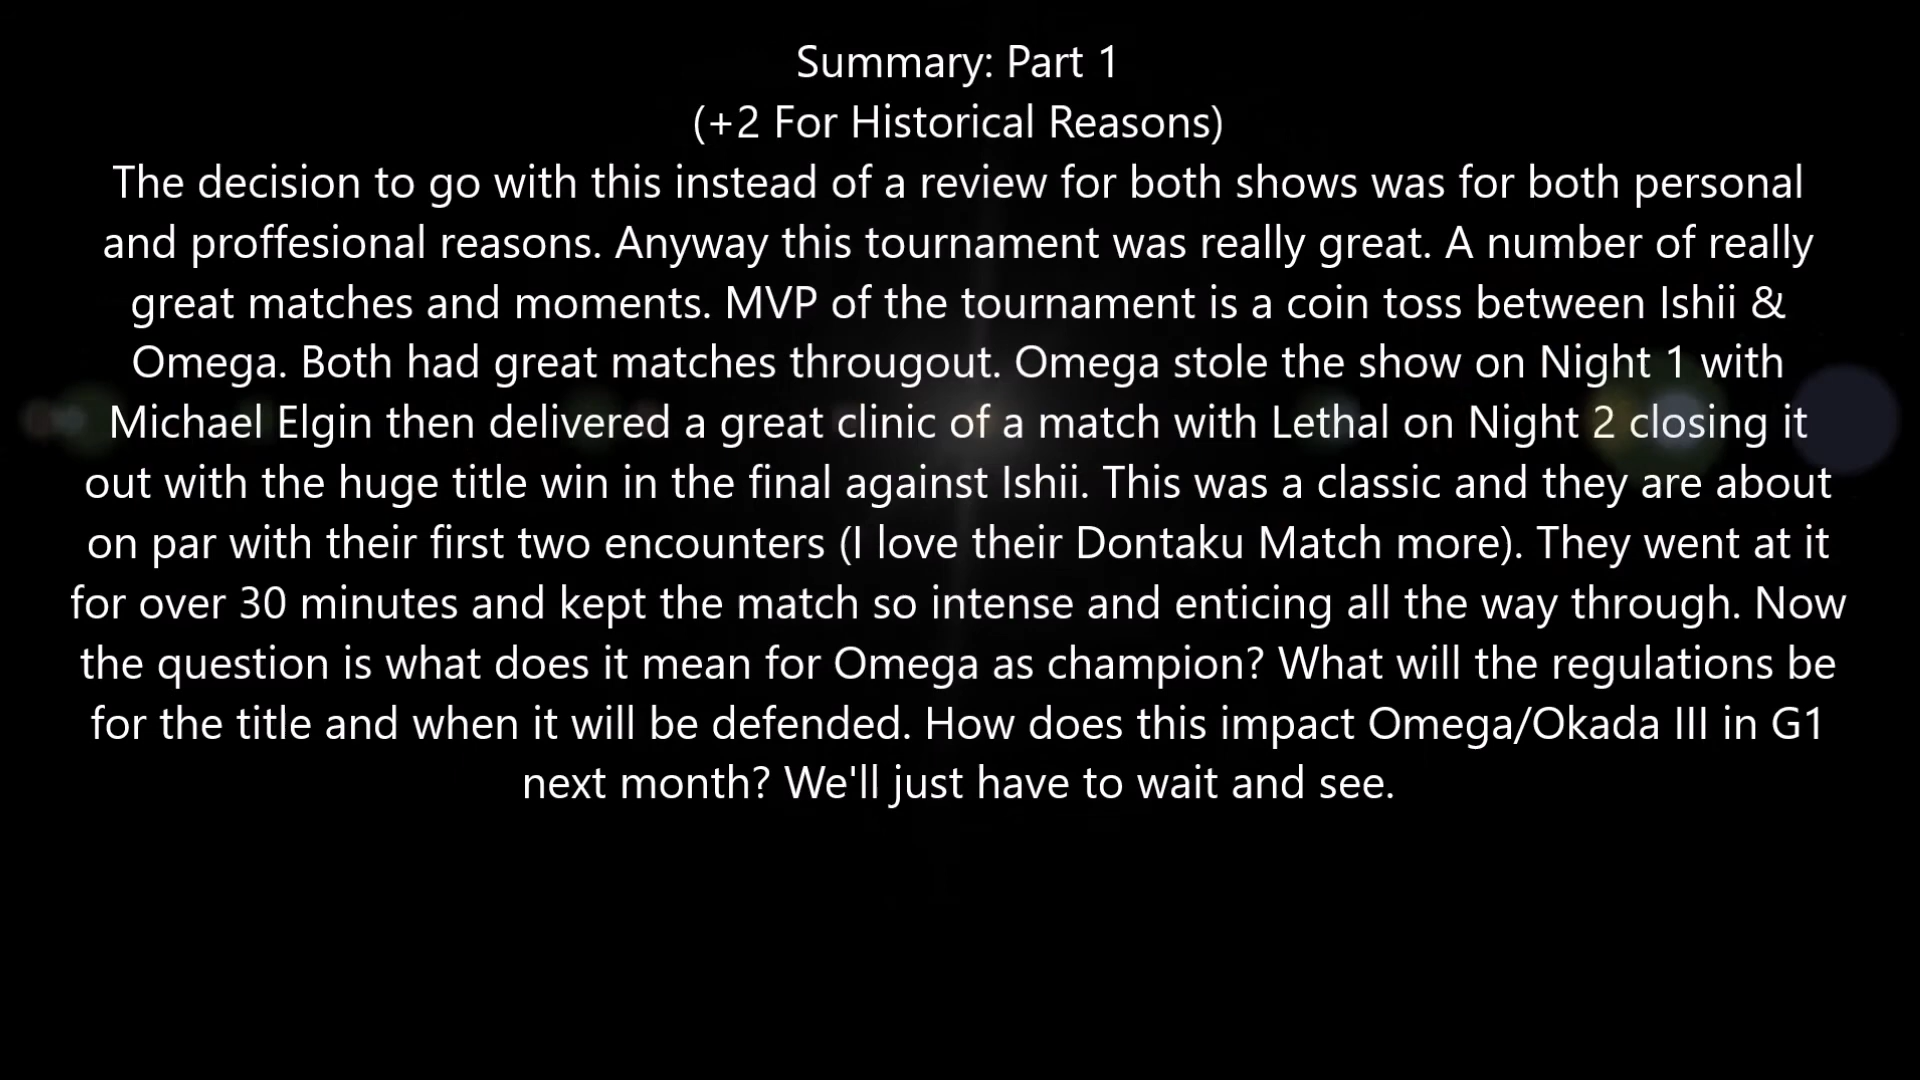 Summary: Part 1
(+2 For Historical Reasons)
The decision to go with this instead of a review for both shows was for both personal
and proffesional reasons. Anyway this tournament was really great. A number of really
great matches and moments. MVP of the tournament is a coin toss between Ishii &
Omega. Both had great matches througout. Omega stole the show on Night 1 with
Michael Elgin then delivered a great clinic of a match with Lethal on Night 2 closing it
out with the huge title win in the final against Ishii. This was a classic and they are about
on par with their first two encounters (I love their Dontaku Match more). They went at it
for over 30 minutes and kept the match so intense and enticing all the way through. Now
the question is what does it mean for Omega as champion? What will the regulations be
for the title and when it will be defended. How does this impact Omega/Okada III in G1
next month? We'll just have to wait and see.